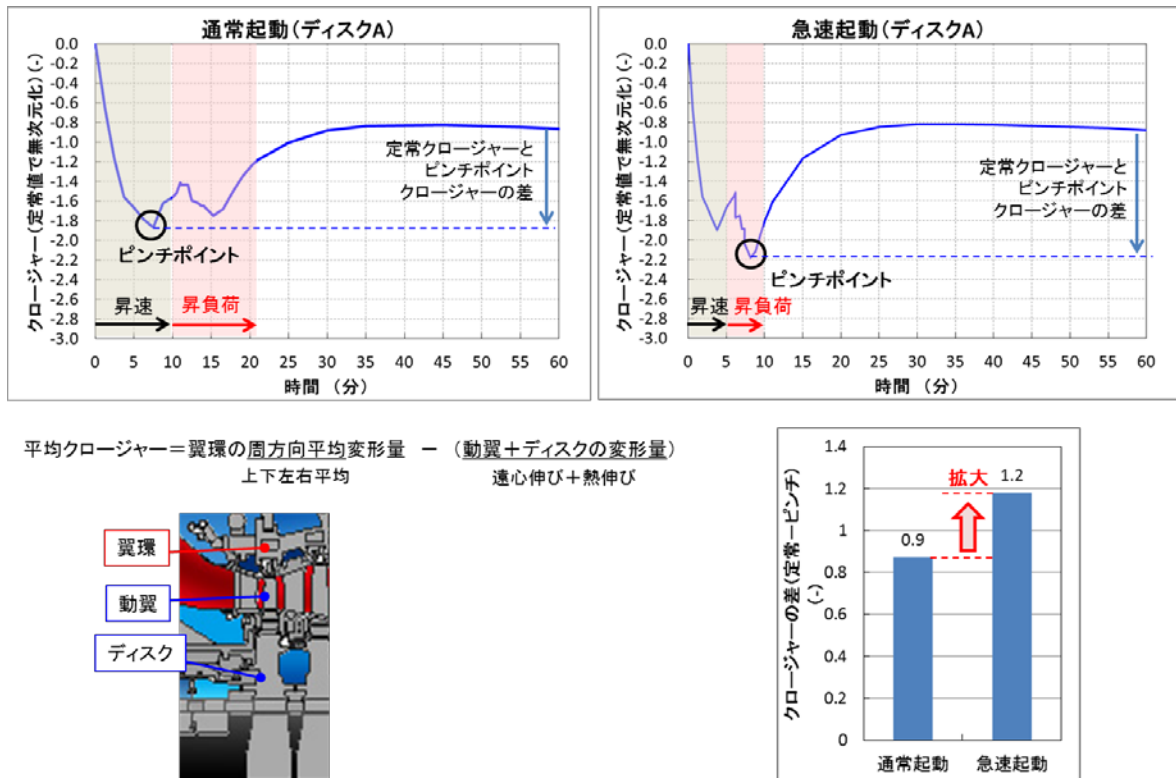 通常起動(ディスクA)
クロージャー(定常値で無次元化)(-)
0.0
-0.2
-0.4
-0.6
-0.8
-1.0
-1.2
-1.4
-1.6
-1.8
-2.0
-2.2
-2.4
-2.6
-2.8
-3.0
定常クロージャーと
ピンチポイント
クロージャーの差
ピンチポイント
昇速
昇負荷
0 5 10 15 20 25 30 35 40 45 50 55 60
時間 (分)
急速起動(ディスクA)
クロージャー(定常値で無次元化)(-)
0.0
-0.2
-0.4
-0.6
-0.8
-1.0
-1.2
-1.4
-1.6
-1.8
-2.0
-2.2
-2.4
-2.6
-2.8
-3.0
定常クロージャーと
ピンチポイント
クロージャーの差
ピンチポイント
昇速
昇負荷
0 5 10 15 20 25 30 35 40 45 50 55 60
時間 (分)
平均クロージャー=翼環の周方向平均変形量 - (動翼+ディスクの変形量)
上下左右平均 遠心伸び+熱伸び
翼環
動翼
ディスク
クロージャーの差(定常-ピンチ)
(-)
1.4
1.2
1
0.8
0.6
0.4
0.2
0
拡大
0.9
1.2
通常起動 急速起動